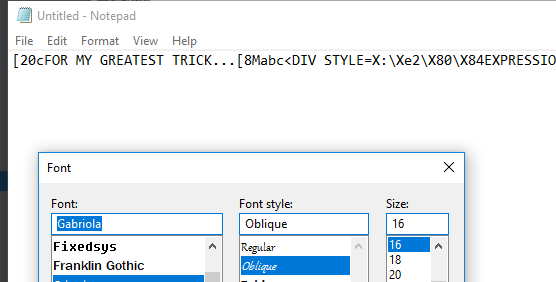 Untitled - Notepad
File Edit Format View Help
[20cFOR MY GREATEST TRICK...[8Mabc<DIV STYLE=X:\Xe2\X80\X84EXPRESSIO
Font
Font: Font style: Size:
Gabriola Oblique 16
Fixedsys Regular 16
Franklin Gothic Oblique 18
20